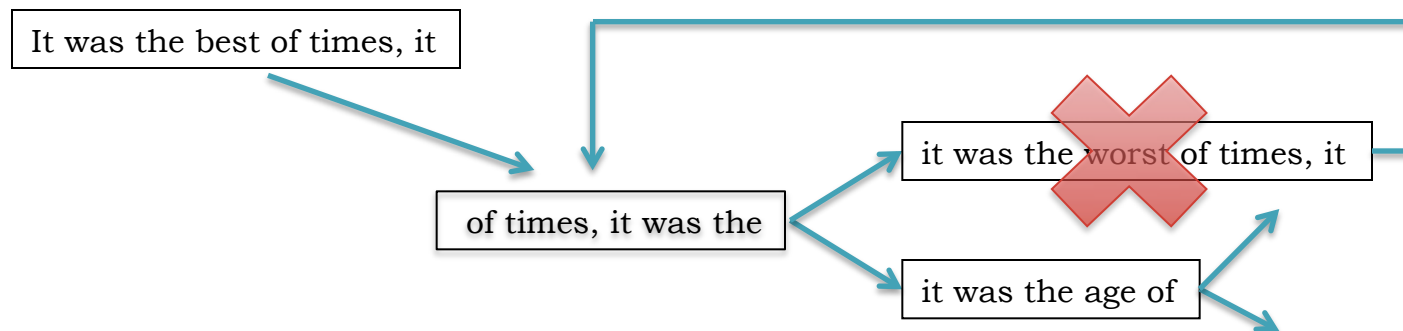 It was the best of times, it
it was the worst of times, it
of times, it was the
it was the age of